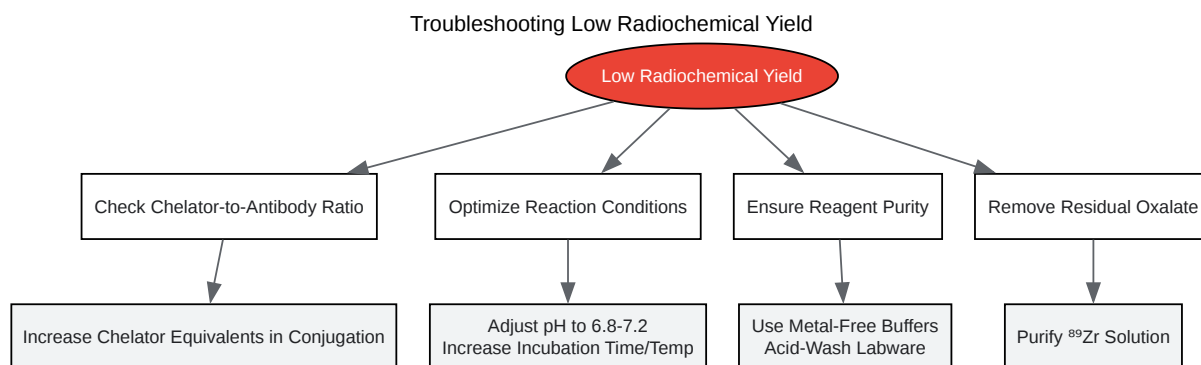 Troubleshooting Low Radiochemical Yield
Low Radiochemical Yield
Check Chelator-to-Antibody Ratio
Optimize Reaction Conditions
Ensure Reagent Purity
Remove Residual Oxalate
Increase Chelator Equivalents in Conjugation
Adjust pH to 6.8-7.2
Increase Incubation Time/Temp
Use Metal-Free Buffers
Acid-Wash Labware
Purify ⁸⁹Zr Solution